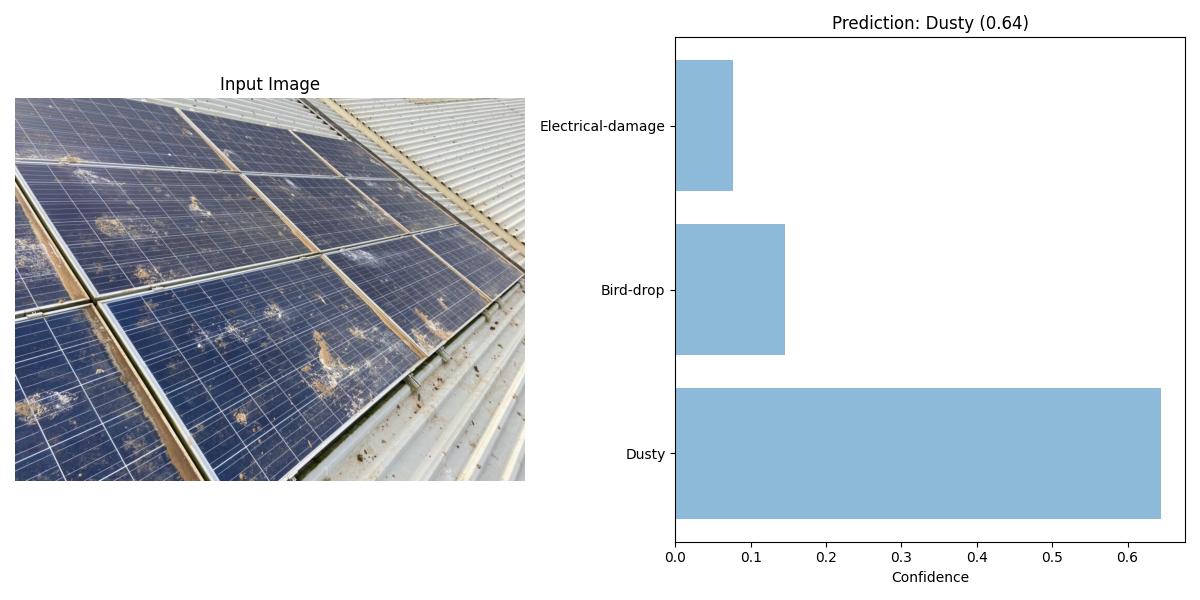 Input Image
Prediction: Dusty (0.64)
Electrical-damage
Bird-drop
Dusty
0.0 0.1 0.2 0.3 0.4 0.5 0.6
Confidence